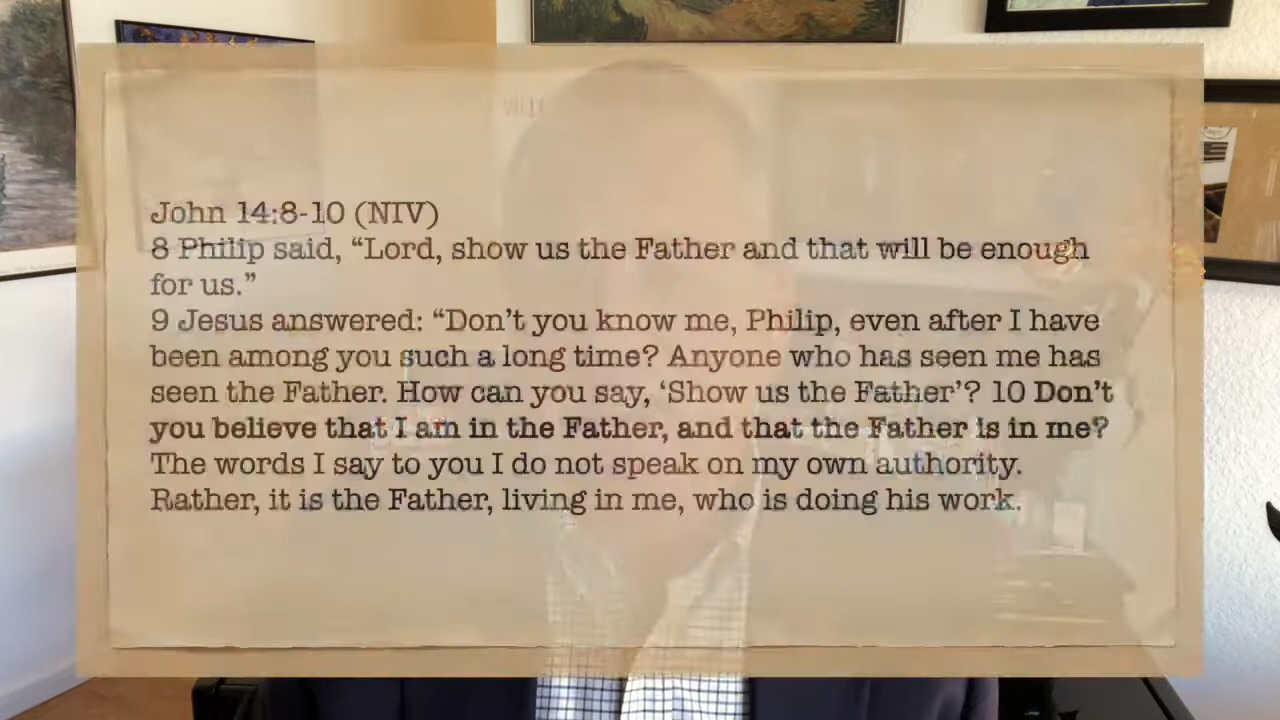 John 14:8-10 (NIV)
8 Philip said, “Lord, show us the Father and that will be enough
for us.”
9 Jesus answered: “Don’t you know me, Philip, even after I have
been among you such a long time? Anyone who has seen me has
seen the Father. How can you say, ‘Show us the Father’? 10 Don’t
you believe that I am in the Father, and that the Father is in me?
The words I say to you I do not speak on my own authority.
Rather, it is the Father, living in me, who is doing his work.